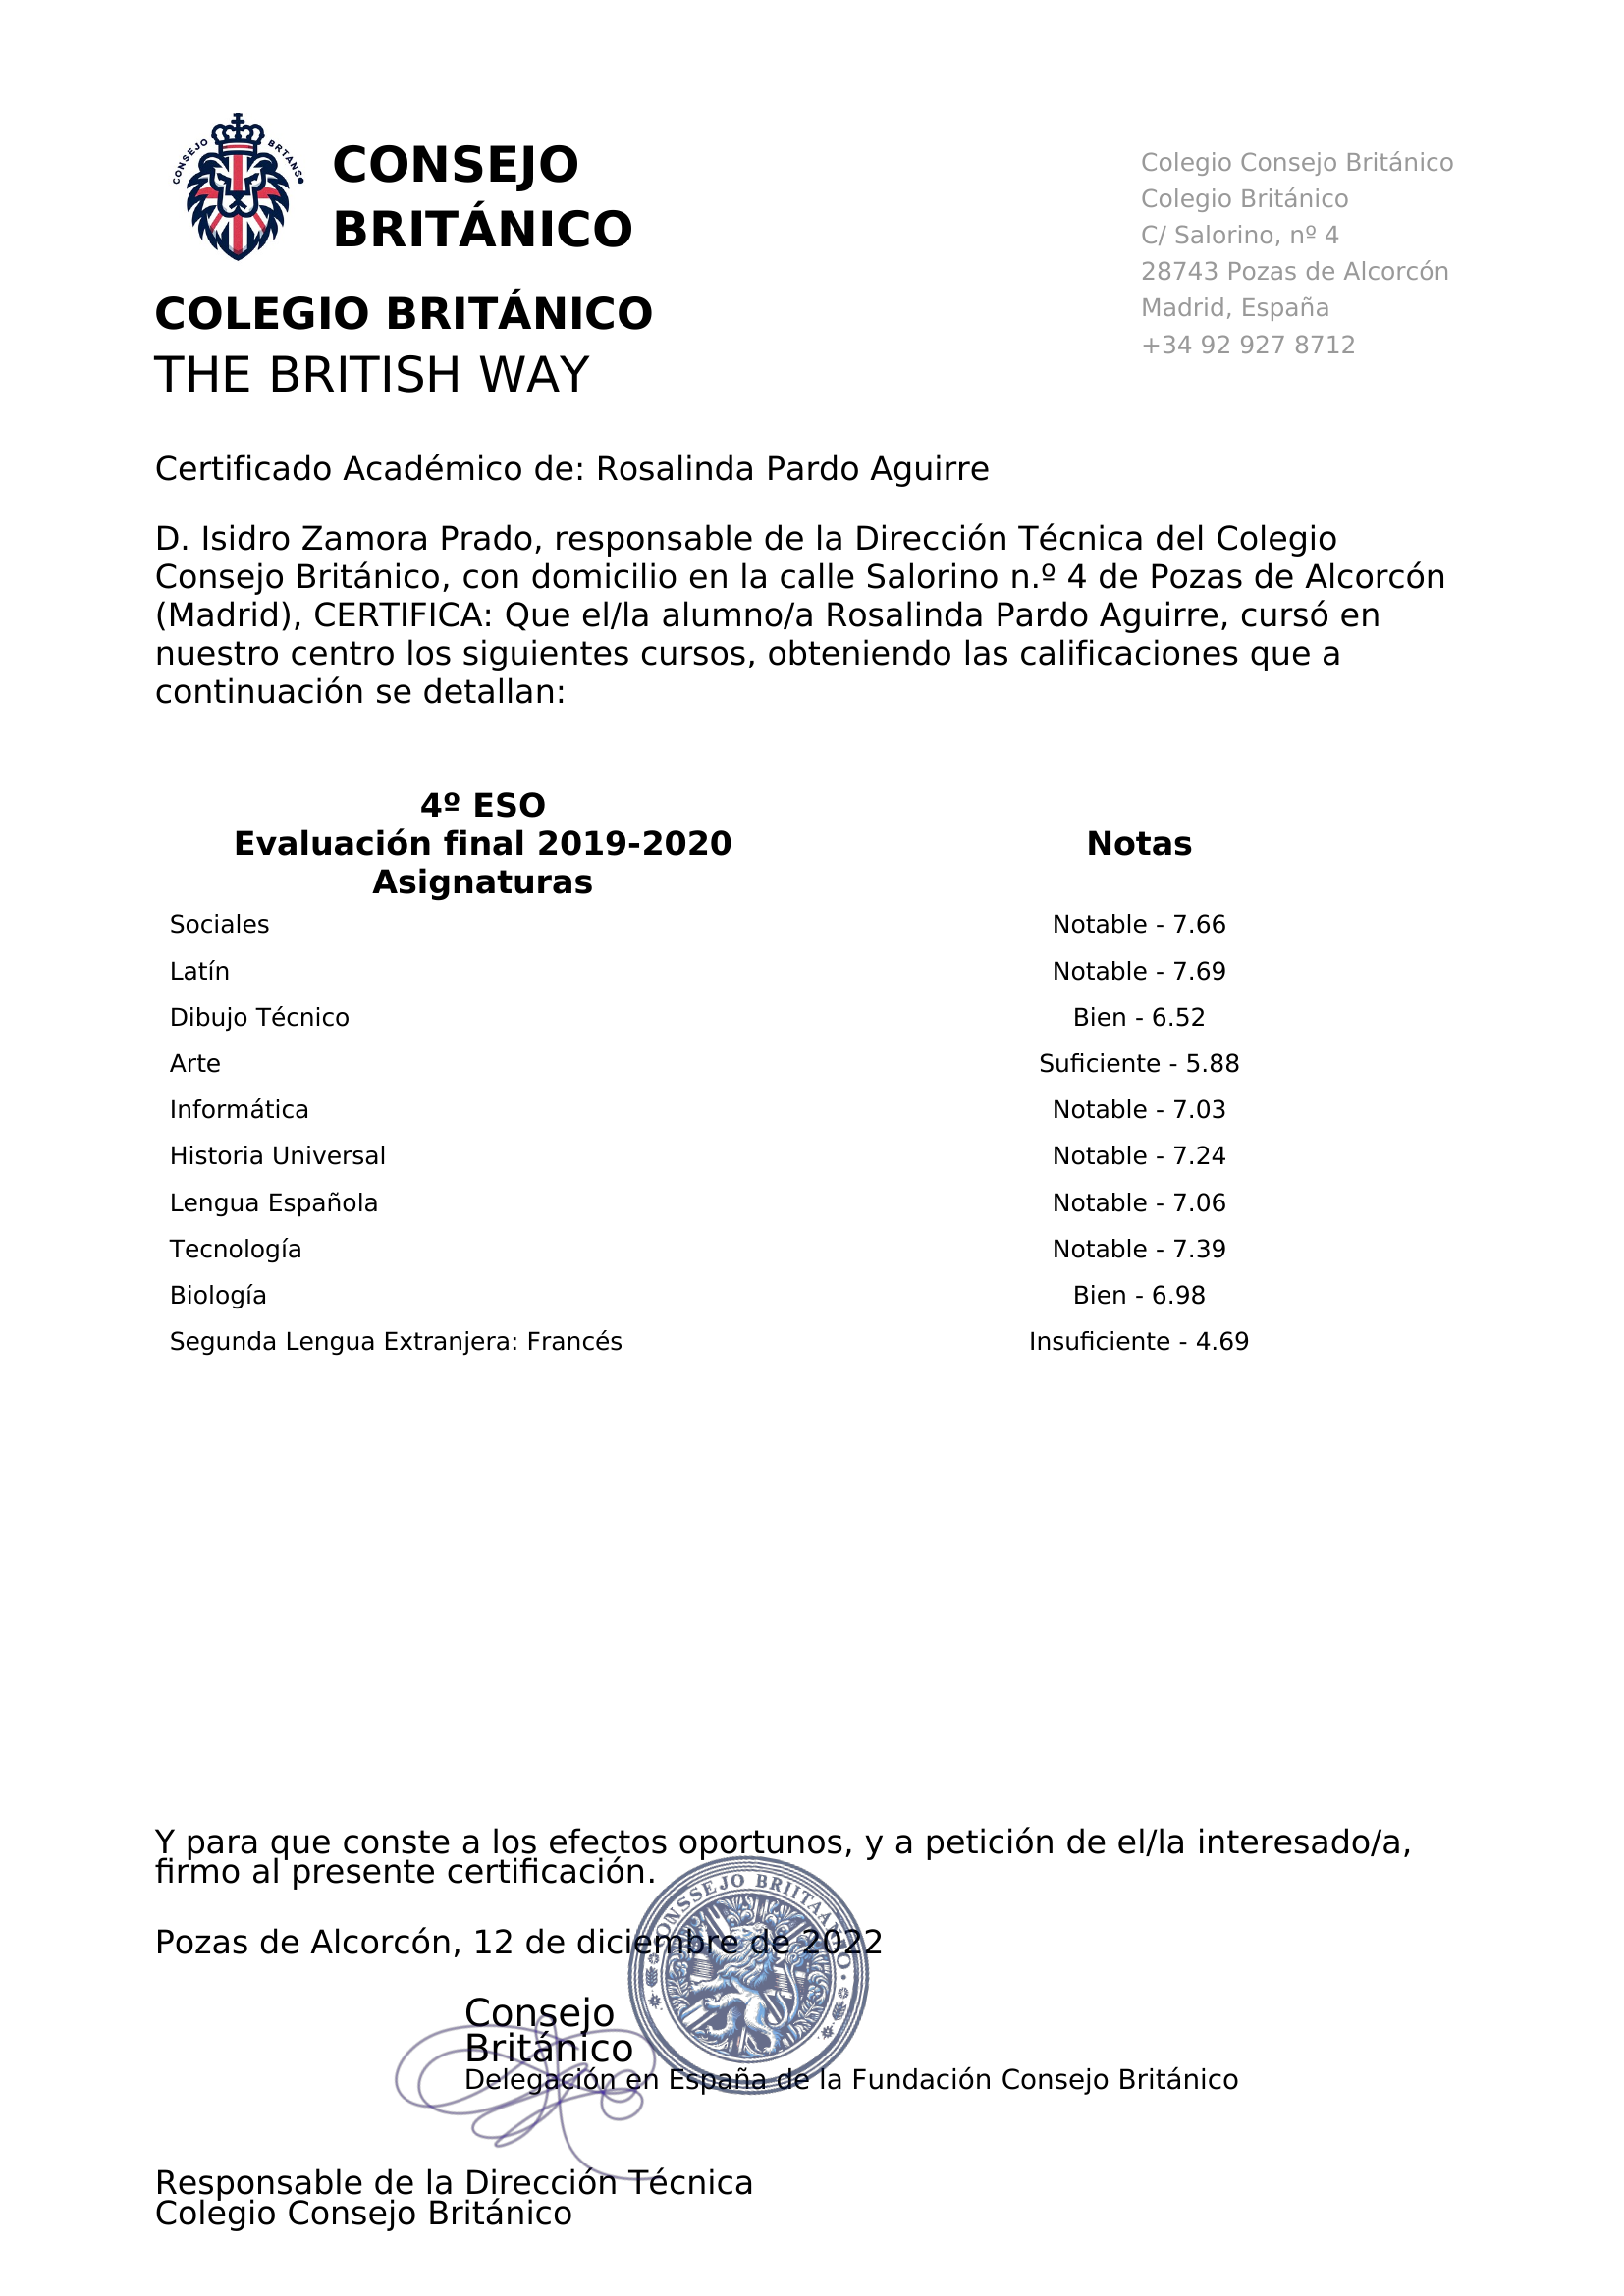 CONSEJO BRTANS
CONSEJO
BRITÁNICO
COLEGIO BRITÁNICO
THE BRITISH WAY
Colegio Consejo Británico
Colegio Británico
C/ Salorino, nº 4
28743 Pozas de Alcorcón
Madrid, España
+34 92 927 8712
Certificado Académico de: Rosalinda Pardo Aguirre
D. Isidro Zamora Prado, responsable de la Dirección Técnica del Colegio
Consejo Británico, con domicilio en la calle Salorino n.º 4 de Pozas de Alcorcón
(Madrid), CERTIFICA: Que el/la alumno/a Rosalinda Pardo Aguirre, cursó en
nuestro centro los siguientes cursos, obteniendo las calificaciones que a
continuación se detallan:
4º ESO
Evaluación final 2019-2020 Notas
Asignaturas
Sociales Notable - 7.66
Latín Notable - 7.69
Dibujo Técnico Bien - 6.52
Arte Suficiente - 5.88
Informática Notable - 7.03
Historia Universal Notable - 7.24
Lengua Española Notable - 7.06
Tecnología Notable - 7.39
Biología Bien - 6.98
Segunda Lengua Extranjera: Francés Insuficiente - 4.69
Y para que conste a los efectos oportunos, y a petición de el/la interesado/a,
firmo al presente certificación.
Pozas de Alcorcón, 12 de diciembre de 2022
Consejo
Británico
Delegación en España de la Fundación Consejo Británico
Responsable de la Dirección Técnica
Colegio Consejo Británico